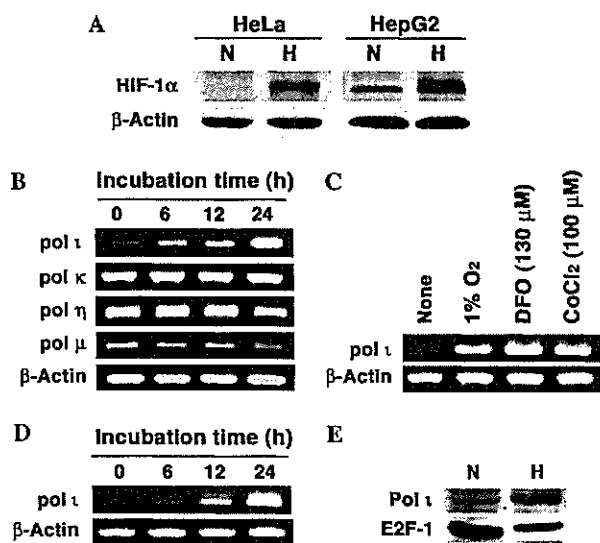 A
HeLa HepG2
N H N H
HIF-1α
β-Actin
B
Incubation time (h)
0 6 12 24
pol ι
pol κ
pol η
pol μ
β-Actin
C
None 1% O₂ DFO (130 μM) CoCl₂ (100 μM)
pol ι
β-Actin
D
Incubation time (h)
0 6 12 24
pol ι
β-Actin
E
N H
Pol ι
E2F-1